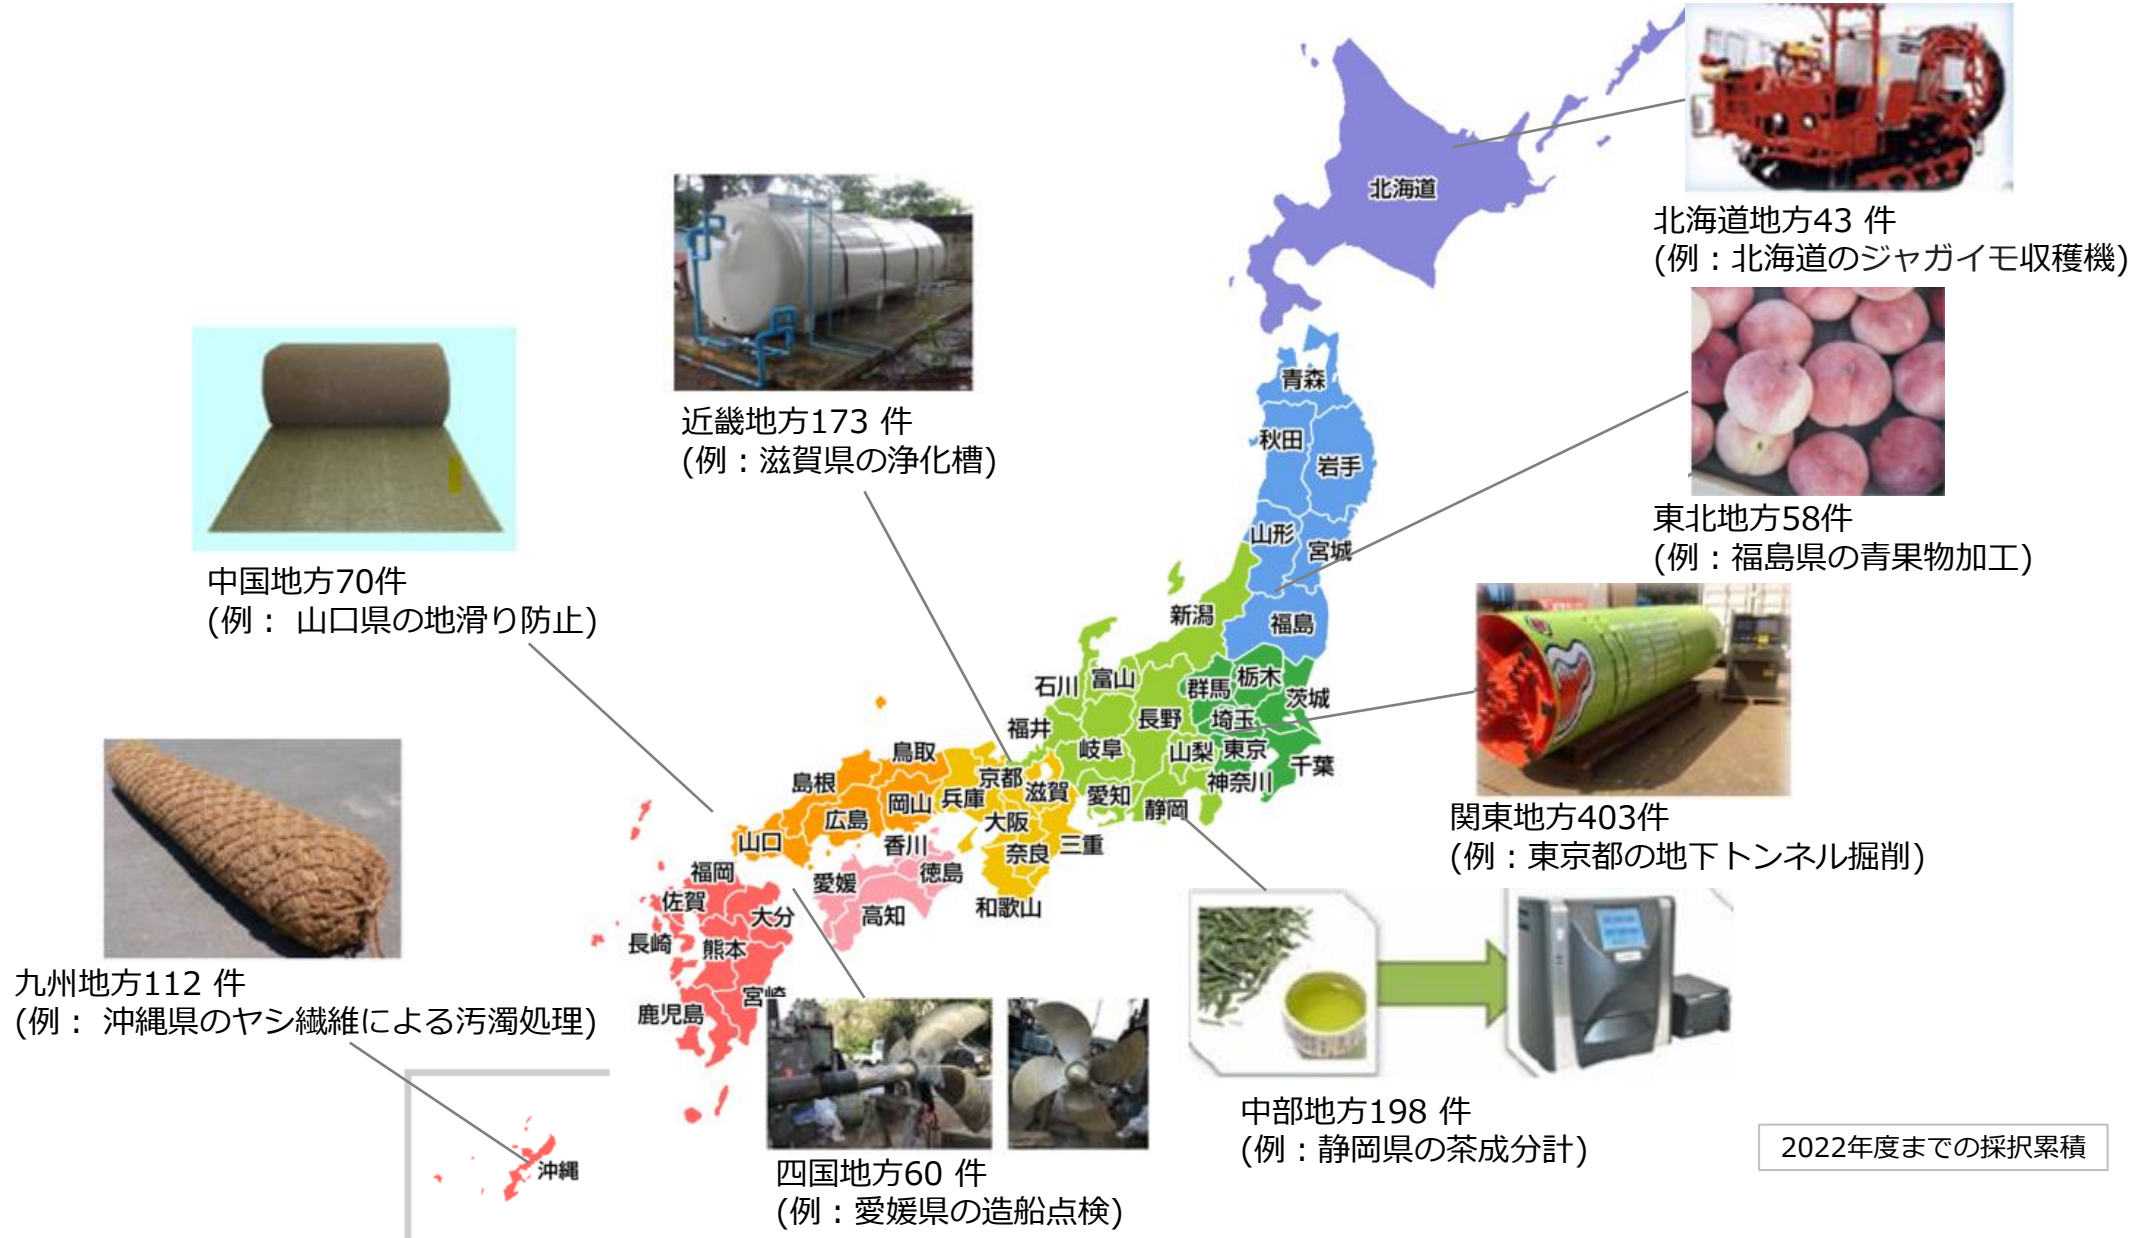 北海道
北海道地方43 件
(例：北海道のジャガイモ収穫機)
近畿地方173 件
(例：滋賀県の浄化槽)
青森
秋田
岩手
山形
宮城
福島
東北地方58件
(例：福島県の青果物加工)
中国地方70件
(例： 山口県の地滑り防止)
新潟
石川
富山
群馬
栃木
茨城
福井
長野
埼玉
岐阜
山梨
東京
千葉
神奈川
愛知
静岡
関東地方403件
(例：東京都の地下トンネル掘削)
鳥取
島根
京都
滋賀
兵庫
岡山
広島
大阪
山口
奈良
三重
和歌山
香川
徳島
愛媛
高知
福岡
佐賀
大分
長崎
熊本
宮崎
鹿児島
九州地方112 件
(例： 沖縄県のヤシ繊維による汚濁処理)
沖縄
四国地方60 件
(例：愛媛県の造船点検)
中部地方198 件
(例：静岡県の茶成分計)
2022年度までの採択累積